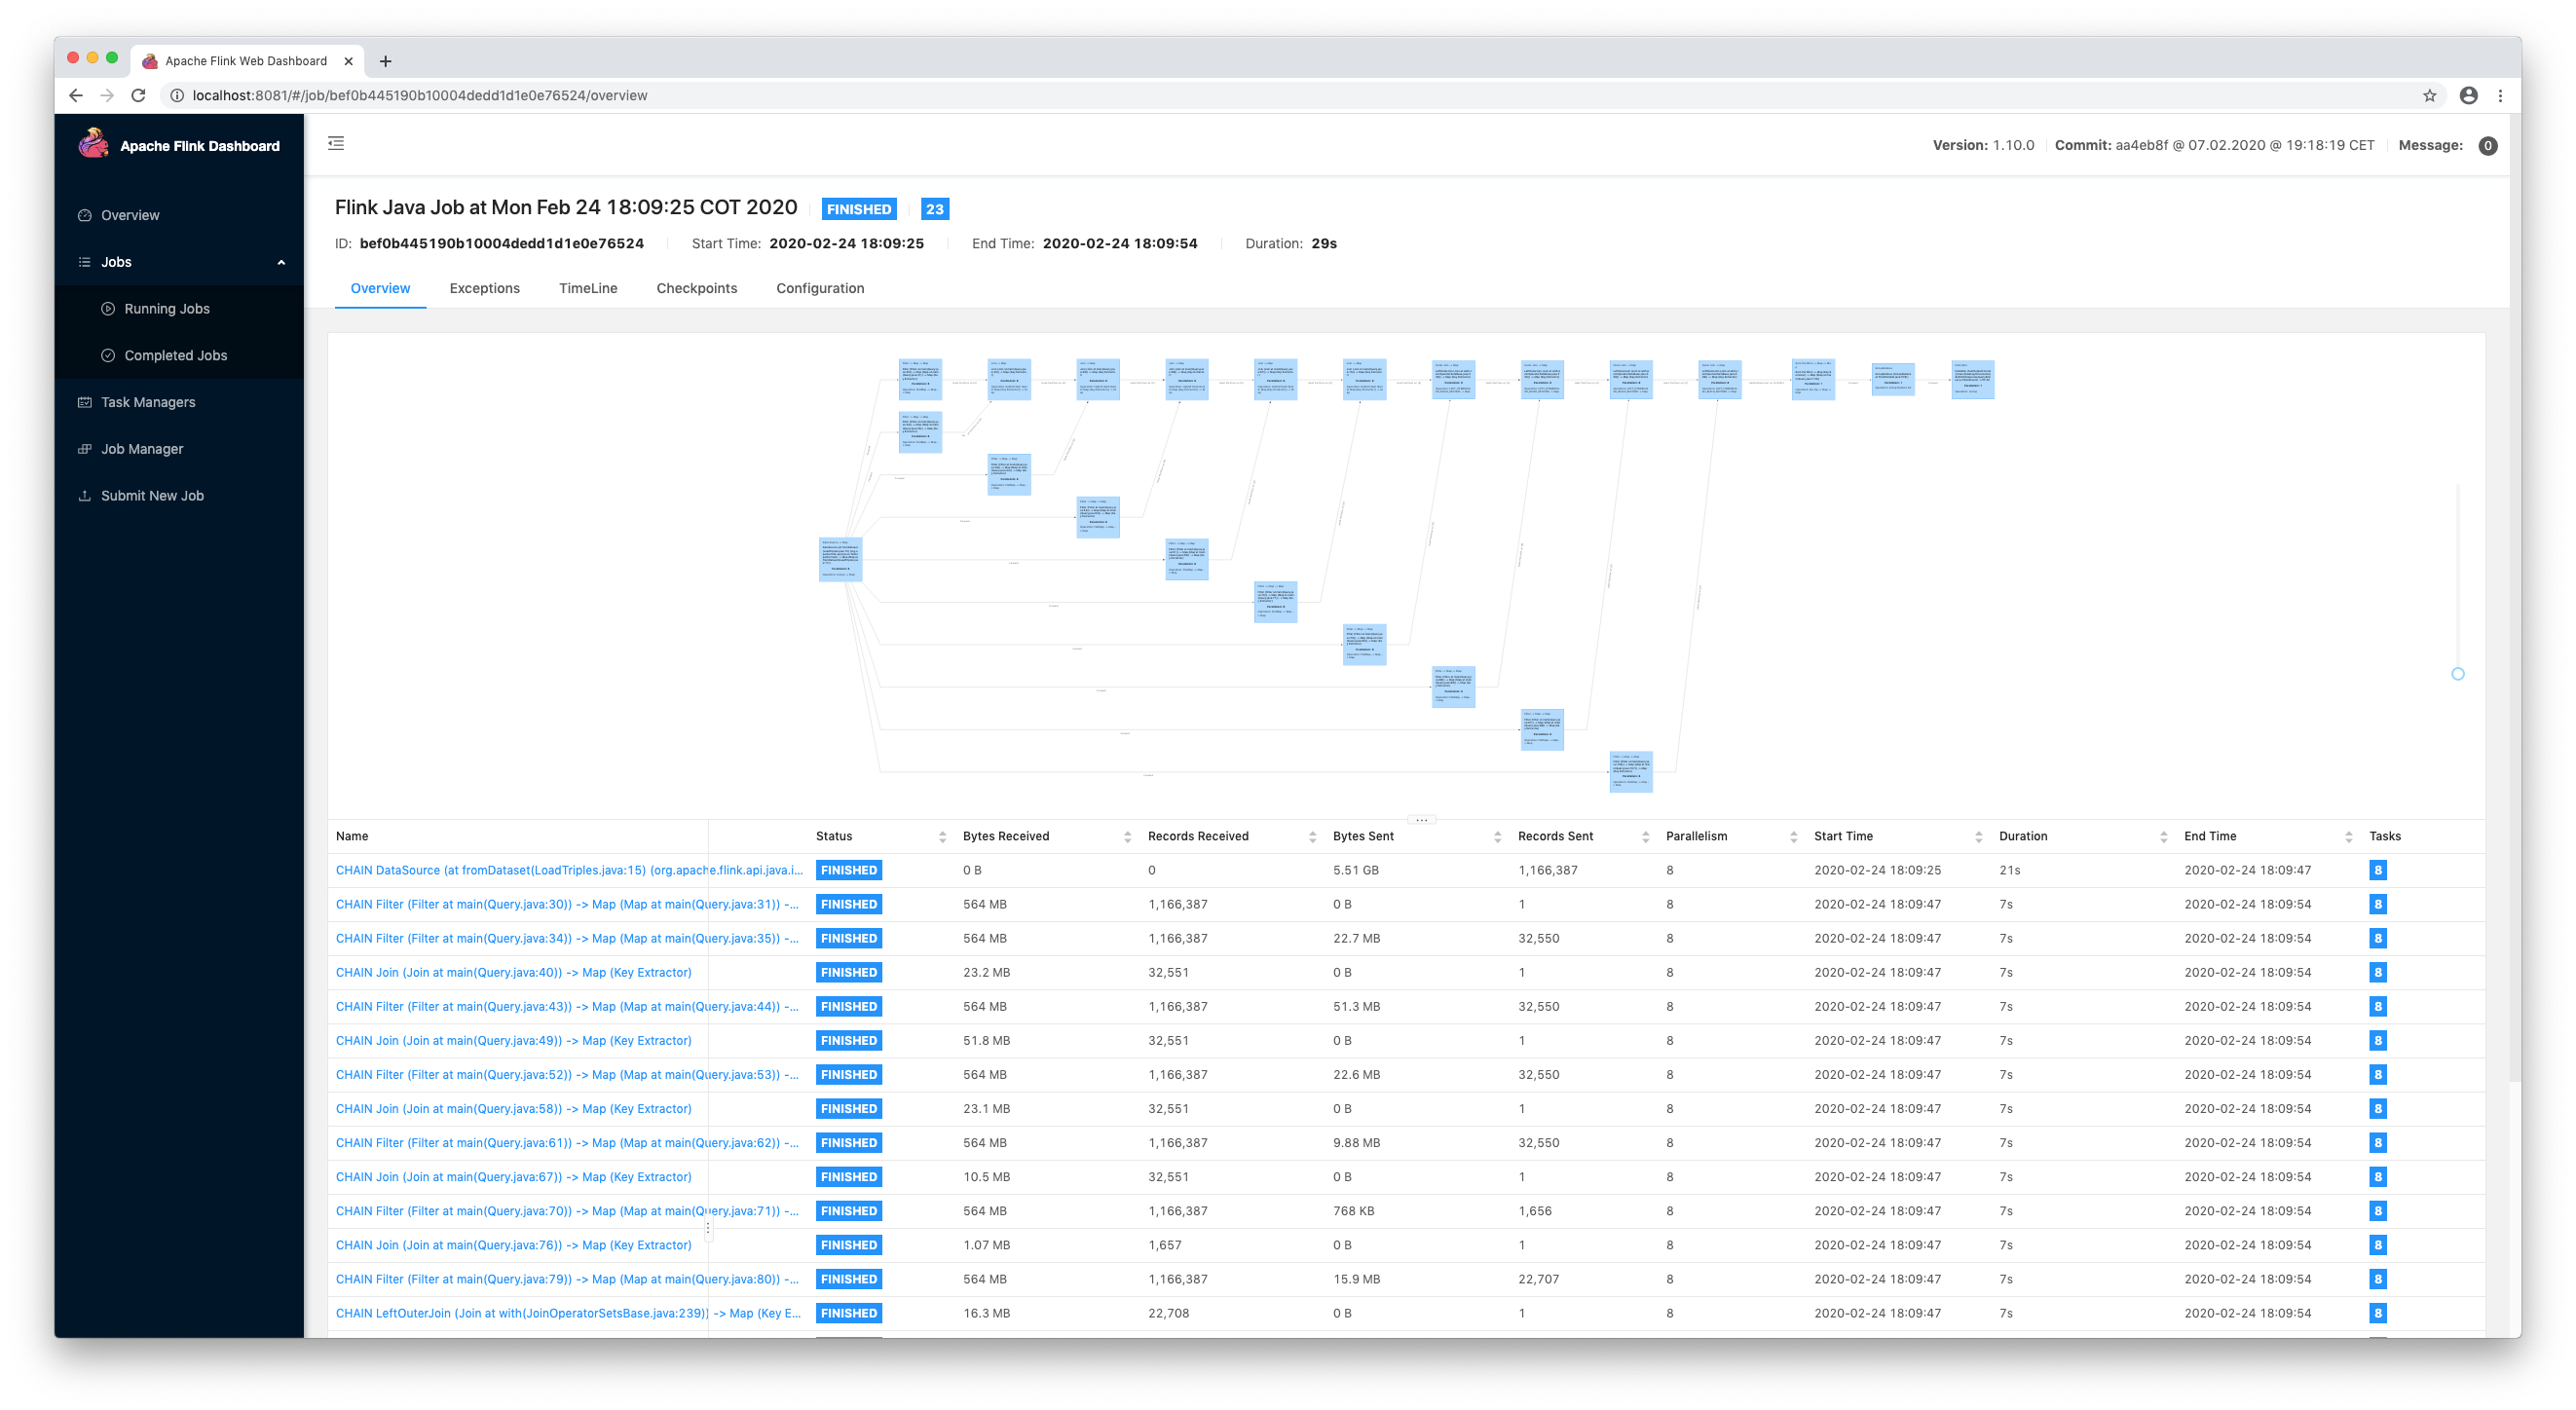 Apache Flink Web Dashboard
localhost:8081/#/job/bef0b445190b10004dedd1d1e0e76524/overview
Apache Flink Dashboard
Version: 1.10.0 Commit: aa4eb8f @ 07.02.2020 @ 19:18:19 CET Message: 0
Overview
Jobs
Running Jobs
Completed Jobs
Task Managers
Job Manager
Submit New Job
Flink Java Job at Mon Feb 24 18:09:25 COT 2020 FINISHED 23
ID: bef0b445190b10004dedd1d1e0e76524 Start Time: 2020-02-24 18:09:25 End Time: 2020-02-24 18:09:54 Duration: 29s
Overview Exceptions TimeLine Checkpoints Configuration
Name Status Bytes Received Records Received Bytes Sent Records Sent Parallelism Start Time Duration End Time Tasks
CHAIN DataSource (at fromDataset(LoadTriples.java:15) (org.apache.flink.api.java.i... FINISHED 0 B 0 5.51 GB 1,166,387 8 2020-02-24 18:09:25 21s 2020-02-24 18:09:47 8
CHAIN Filter (Filter at main(Query.java:30)) -> Map (Map at main(Query.java:31)) -... FINISHED 564 MB 1,166,387 0 B 1 8 2020-02-24 18:09:47 7s 2020-02-24 18:09:54 8
CHAIN Filter (Filter at main(Query.java:34)) -> Map (Map at main(Query.java:35)) -... FINISHED 564 MB 1,166,387 22.7 MB 32,550 8 2020-02-24 18:09:47 7s 2020-02-24 18:09:54 8
CHAIN Join (Join at main(Query.java:40)) -> Map (Key Extractor) FINISHED 23.2 MB 32,551 0 B 1 8 2020-02-24 18:09:47 7s 2020-02-24 18:09:54 8
CHAIN Filter (Filter at main(Query.java:43)) -> Map (Map at main(Query.java:44)) -... FINISHED 564 MB 1,166,387 51.3 MB 32,550 8 2020-02-24 18:09:47 7s 2020-02-24 18:09:54 8
CHAIN Join (Join at main(Query.java:49)) -> Map (Key Extractor) FINISHED 51.8 MB 32,551 0 B 1 8 2020-02-24 18:09:47 7s 2020-02-24 18:09:54 8
CHAIN Filter (Filter at main(Query.java:52)) -> Map (Map at main(Query.java:53)) -... FINISHED 564 MB 1,166,387 22.6 MB 32,550 8 2020-02-24 18:09:47 7s 2020-02-24 18:09:54 8
CHAIN Join (Join at main(Query.java:58)) -> Map (Key Extractor) FINISHED 23.1 MB 32,551 0 B 1 8 2020-02-24 18:09:47 7s 2020-02-24 18:09:54 8
CHAIN Filter (Filter at main(Query.java:61)) -> Map (Map at main(Query.java:62)) -... FINISHED 564 MB 1,166,387 9.88 MB 32,550 8 2020-02-24 18:09:47 7s 2020-02-24 18:09:54 8
CHAIN Join (Join at main(Query.java:67)) -> Map (Key Extractor) FINISHED 10.5 MB 32,551 0 B 1 8 2020-02-24 18:09:47 7s 2020-02-24 18:09:54 8
CHAIN Filter (Filter at main(Query.java:70)) -> Map (Map at main(Query.java:71)) -... FINISHED 564 MB 1,166,387 768 KB 1,656 8 2020-02-24 18:09:47 7s 2020-02-24 18:09:54 8
CHAIN Join (Join at main(Query.java:76)) -> Map (Key Extractor) FINISHED 1.07 MB 1,657 0 B 1 8 2020-02-24 18:09:47 7s 2020-02-24 18:09:54 8
CHAIN Filter (Filter at main(Query.java:79)) -> Map (Map at main(Query.java:80)) -... FINISHED 564 MB 1,166,387 15.9 MB 22,707 8 2020-02-24 18:09:47 7s 2020-02-24 18:09:54 8
CHAIN LeftOuterJoin (Join at with(JoinOperatorSetsBase.java:239)) -> Map (Key E... FINISHED 16.3 MB 22,708 0 B 1 8 2020-02-24 18:09:47 7s 2020-02-24 18:09:54 8